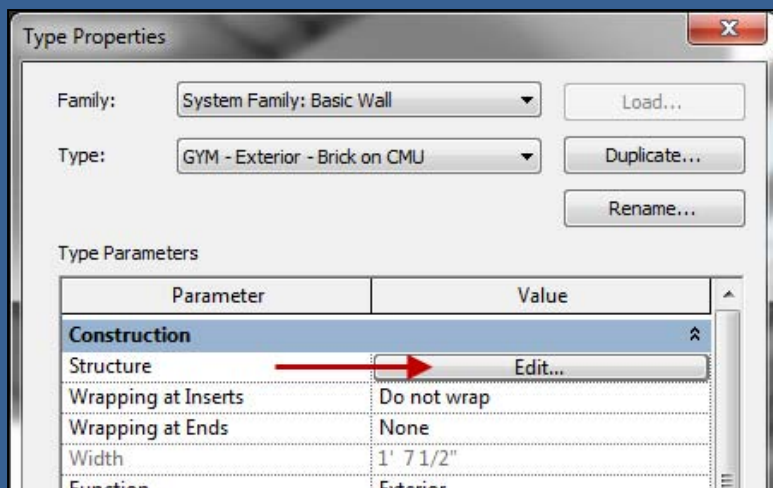 Type Properties
Family: System Family: Basic Wall Load...
Type: GYM - Exterior - Brick on CMU Duplicate...
Rename...
Type Parameters
Parameter Value
Construction
Structure Edit...
Wrapping at Inserts Do not wrap
Wrapping at Ends None
Width 1' 7 1/2"
Function Exterior